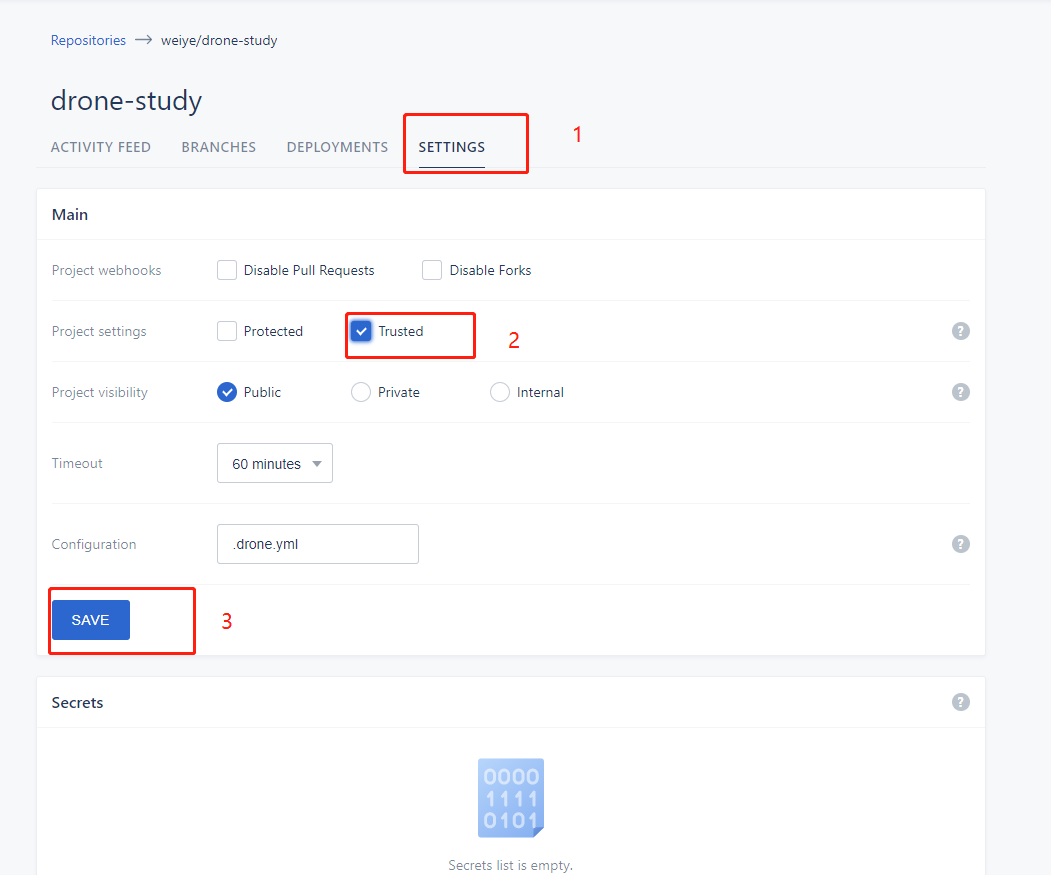 Repositories → weiye/drone-study
drone-study
ACTIVITY FEED BRANCHES DEPLOYMENTS SETTINGS 1
Main
Project webhooks Disable Pull Requests Disable Forks
Project settings Protected Trusted 2 ?
Project visibility Public Private Internal ?
Timeout 60 minutes
Configuration .drone.yml ?
SAVE 3
Secrets ?
0000
1111
0101
Secrets list is empty.